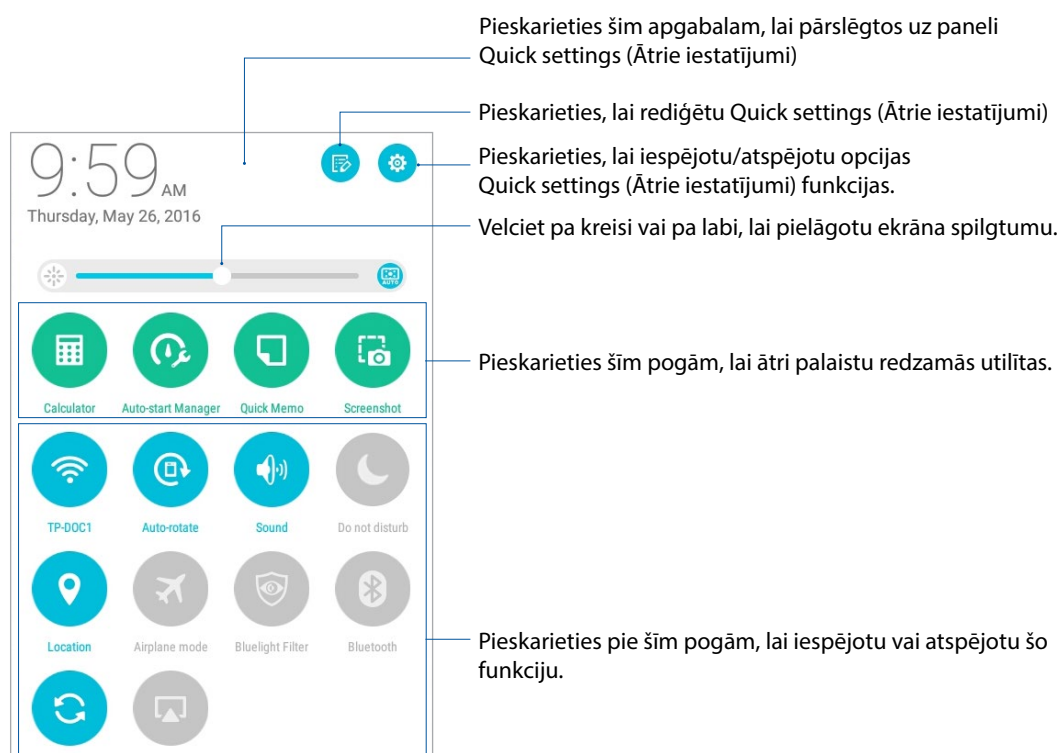 Pieskarieties šim apgabalam, lai pārslēgtos uz paneli
Quick settings (Ātrie iestatījumi)
Pieskarieties, lai rediģētu Quick settings (Ātrie iestatījumi)
Pieskarieties, lai iespējotu/atspējotu opcijas
Quick settings (Ātrie iestatījumi) funkcijas.
Velciet pa kreisi vai pa labi, lai pielāgotu ekrāna spilgtumu.
9:59 AM
Thursday, May 26, 2016
AUTO
Pieskarieties šīm pogām, lai ātri palaistu redzamās utilītas.
Calculator Auto-start Manager Quick Memo Screenshot
TP-DOC1 Auto-rotate Sound Do not disturb
Location Airplane mode Bluelight Filter Bluetooth
Pieskarieties pie šīm pogām, lai iespējotu vai atspējotu šo
funkciju.